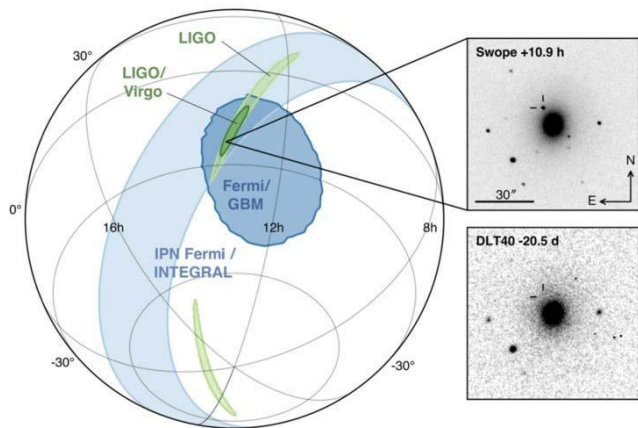 30°
LIGO
LIGO/
Virgo
Fermi/
GBM
0°
16h
12h
8h
IPN Fermi /
INTEGRAL
-30°
-30°
Swope +10.9 h
30"
N
E
DLT40 -20.5 d